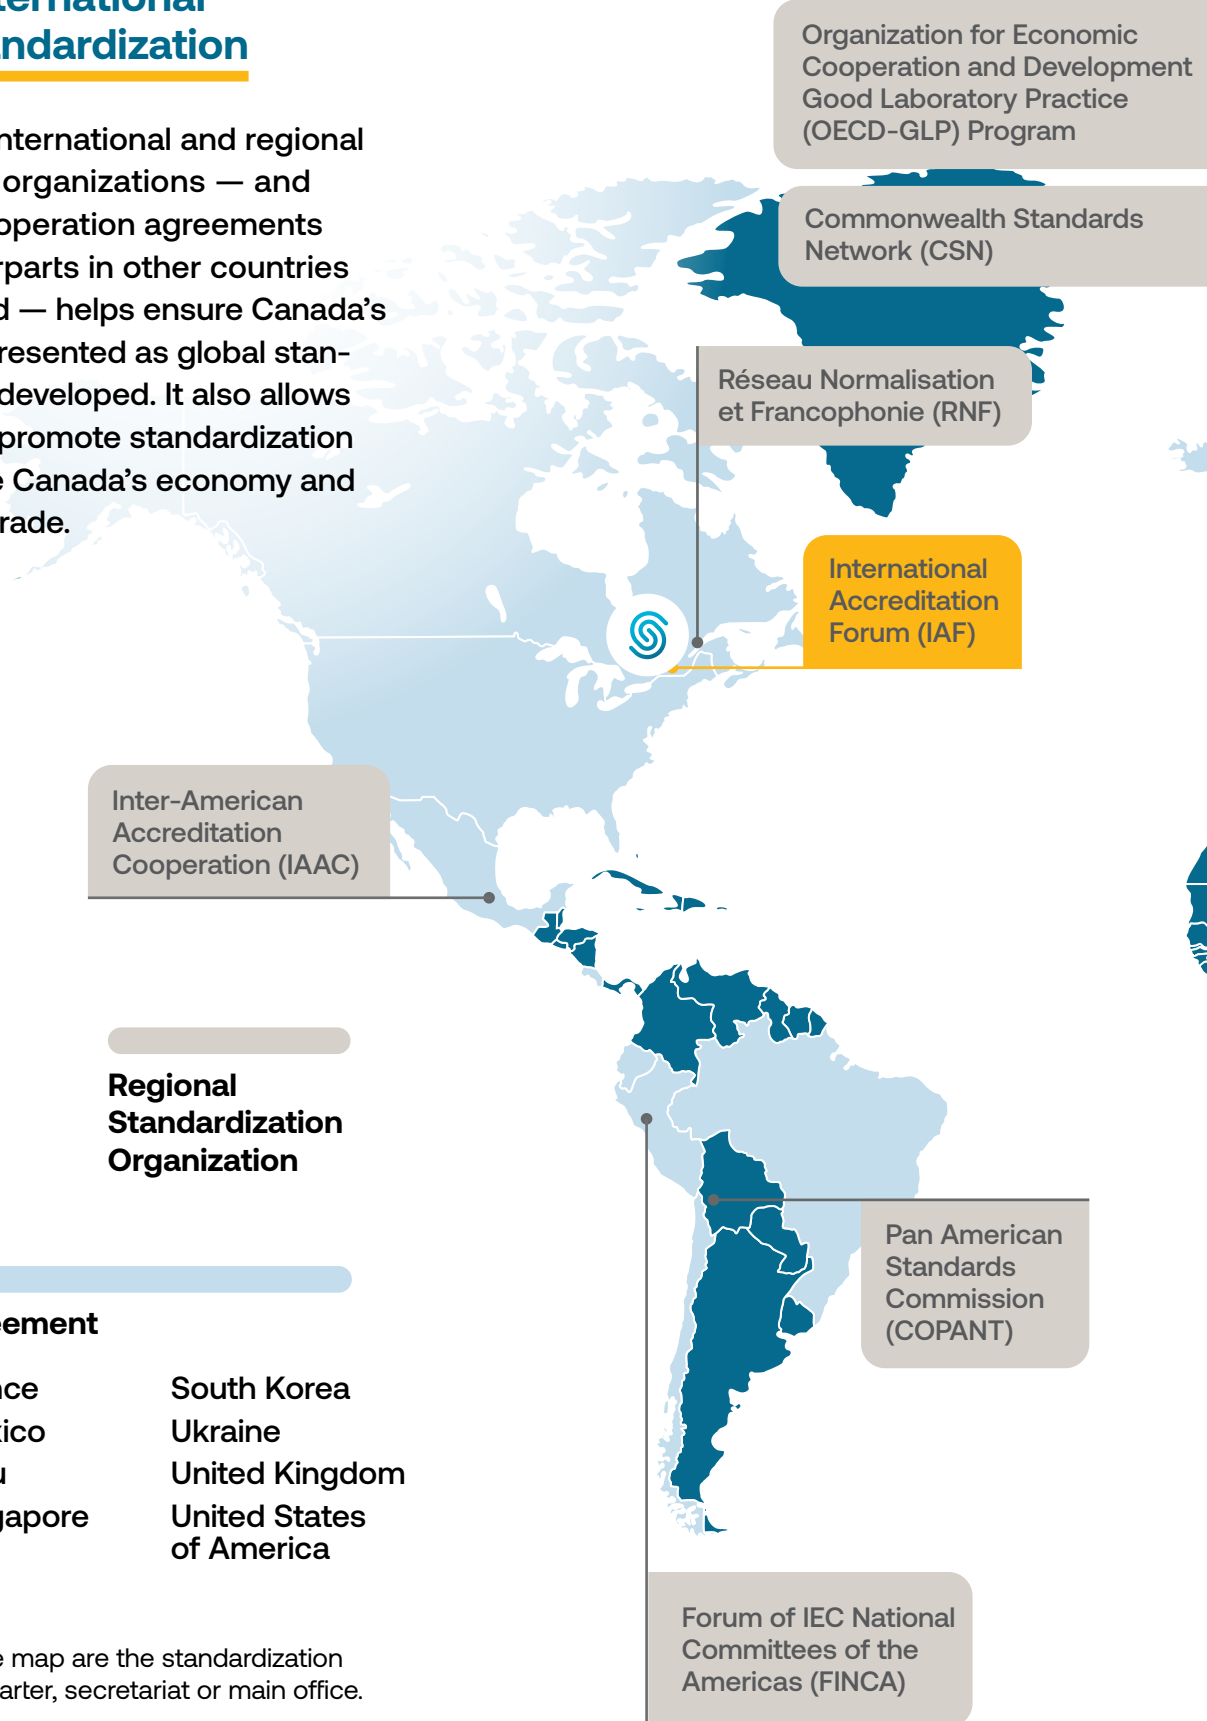 ternational
ndardization
nternational and regional
organizations — and
operation agreements
rparts in other countries
d — helps ensure Canada’s
resented as global stan-
developed. It also allows
promote standardization
e Canada’s economy and
rade.
Organization for Economic
Cooperation and Development
Good Laboratory Practice
(OECD-GLP) Program
Commonwealth Standards
Network (CSN)
Réseau Normalisation
et Francophonie (RNF)
International
Accreditation
Forum (IAF)
Inter-American
Accreditation
Cooperation (IAAC)
Regional
Standardization
Organization
Pan American
Standards
Commission
(COPANT)
eement
nce
xico
u
gapore
South Korea
Ukraine
United Kingdom
United States
of America
Forum of IEC National
Committees of the
Americas (FINCA)
e map are the standardization
arter, secretariat or main office.